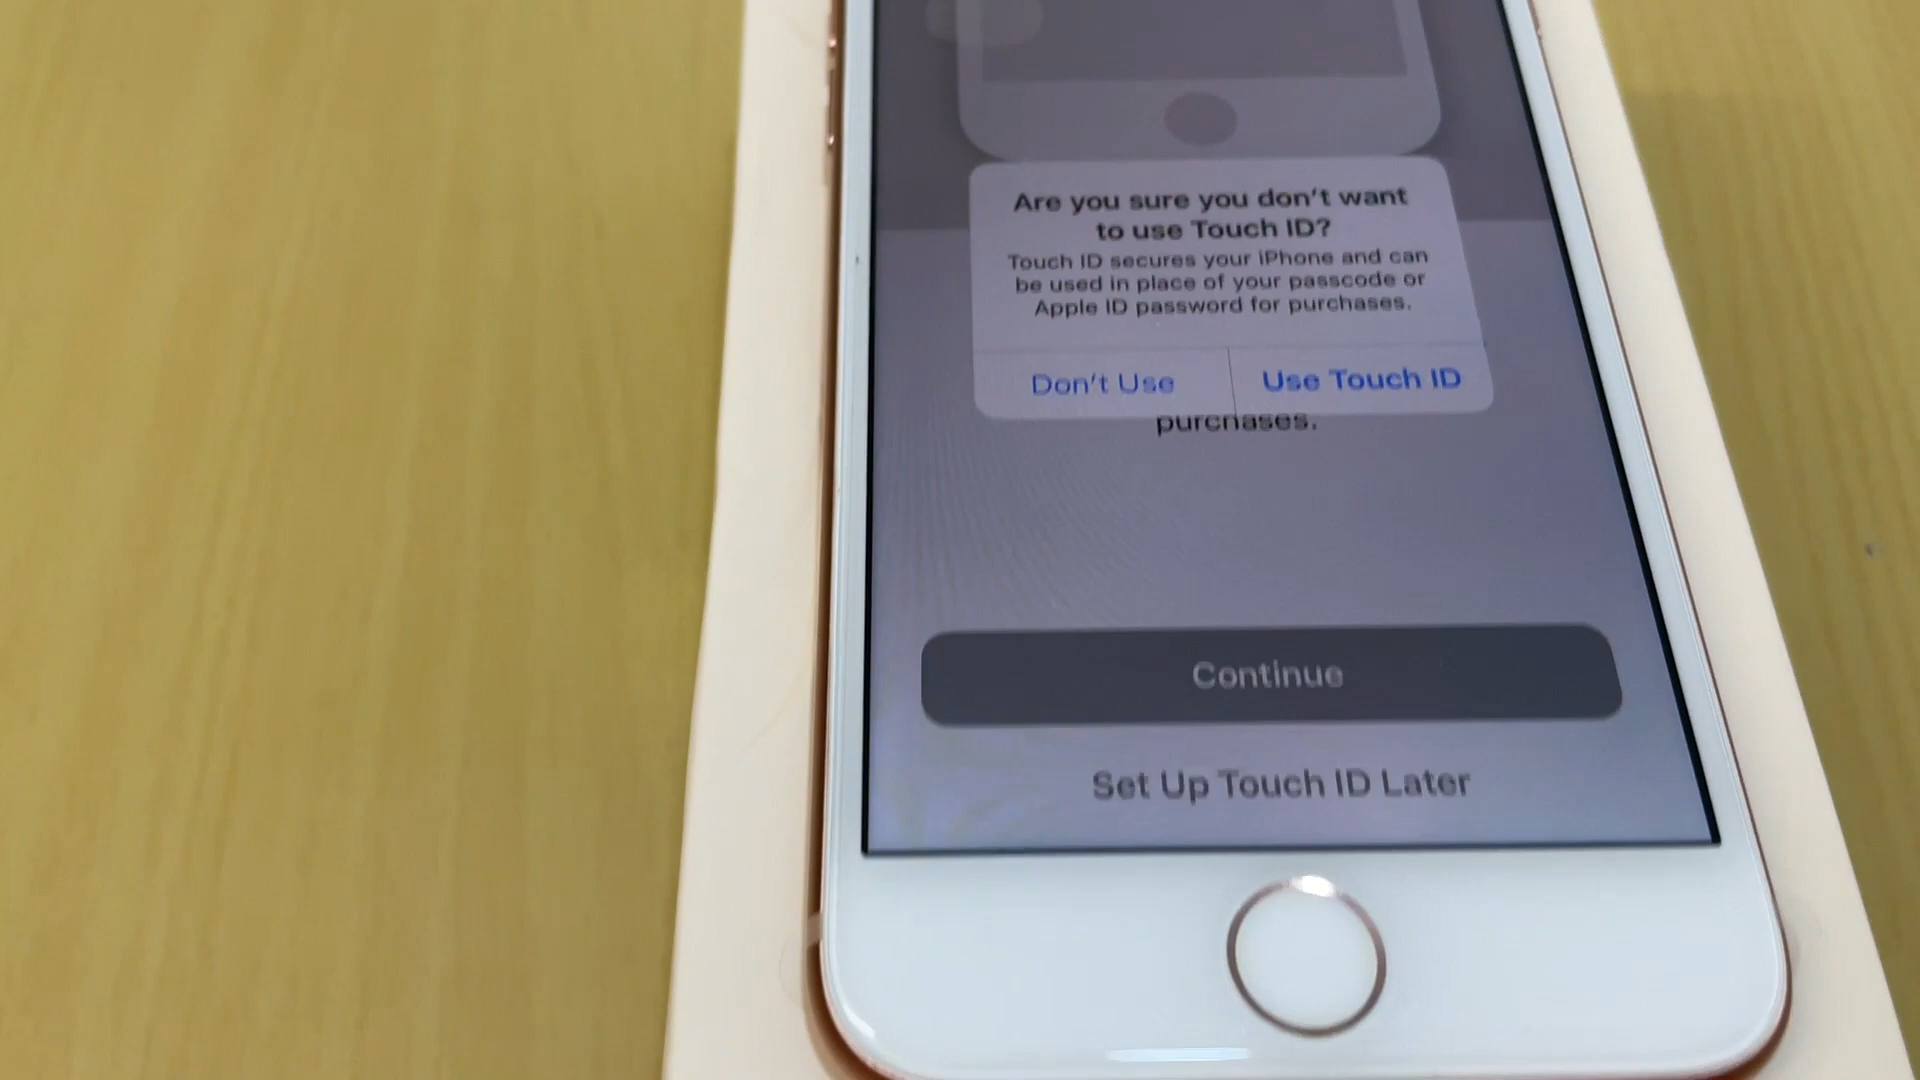 Are you sure you don't want
to use Touch ID?
Touch ID secures your iPhone and can
be used in place of your passcode or
Apple ID password for purchases.
Don't Use
Use Touch ID
purchases.
Continue
Set Up Touch ID Later